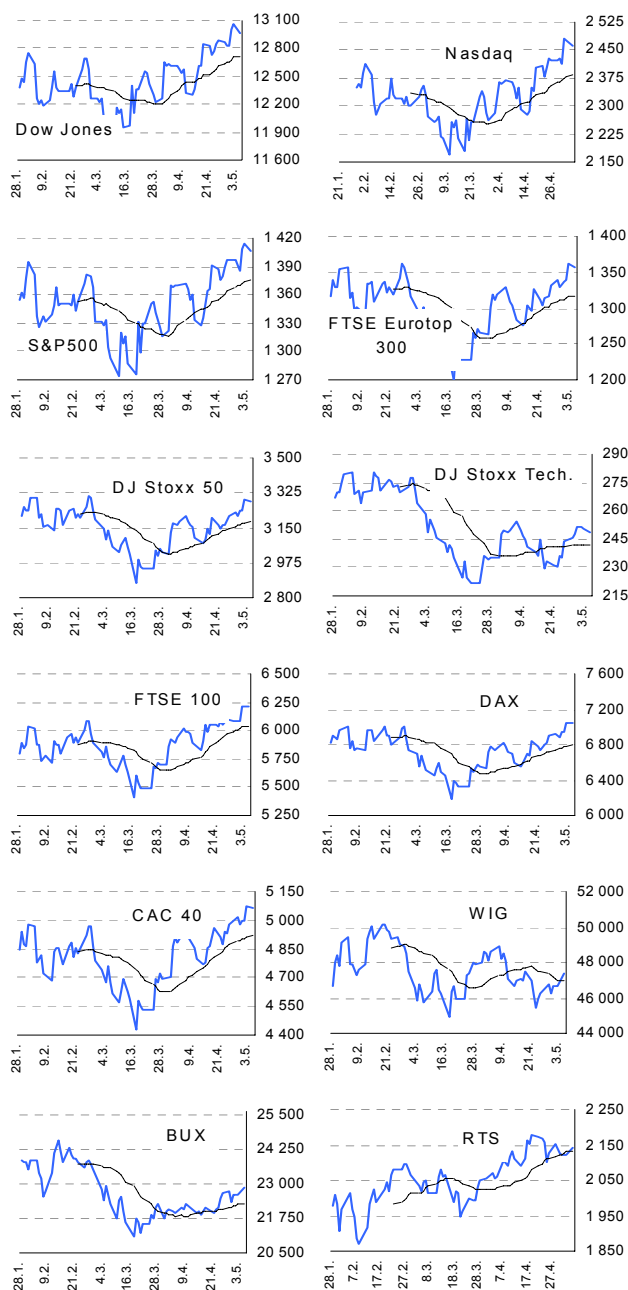 13 100
12 800
12 500
12 200
11 900
11 600
Dow Jones
28.1. 9.2. 21.2. 4.3. 16.3. 28.3. 9.4. 21.4. 3.5.
2 525
2 450
2 375
2 300
2 225
2 150
Nasdaq
21.1. 2.2. 14.2. 26.2. 9.3. 21.3. 2.4. 14.4. 26.4.
1 420
1 390
1 360
1 330
1 300
1 270
S&P500
28.1. 9.2. 21.2. 4.3. 16.3. 28.3. 9.4. 21.4. 3.5.
1 400
1 350
1 300
1 250
1 200
FTSE Eurotop
300
28.1. 9.2. 21.2. 4.3. 16.3. 28.3. 9.4. 21.4. 3.5.
3 500
3 325
3 150
2 975
2 800
DJ Stoxx 50
28.1. 9.2. 21.2. 4.3. 16.3. 28.3. 9.4. 21.4. 3.5.
290
275
260
245
230
215
DJ Stoxx Tech.
28.1. 9.2. 21.2. 4.3. 16.3. 28.3. 9.4. 21.4. 3.5.
6 500
6 250
6 000
5 750
5 500
5 250
FTSE 100
28.1. 9.2. 21.2. 4.3. 16.3. 28.3. 9.4. 21.4. 3.5.
7 600
7 200
6 800
6 400
6 000
DAX
28.1. 9.2. 21.2. 4.3. 16.3. 28.3. 9.4. 21.4. 3.5.
5 150
5 000
4 850
4 700
4 550
4 400
CAC 40
28.1. 9.2. 21.2. 4.3. 16.3. 28.3. 9.4. 21.4. 3.5.
52 000
50 000
48 000
46 000
44 000
WIG
28.1. 9.2. 21.2. 4.3. 16.3. 28.3. 9.4. 21.4. 3.5.
25 500
24 250
23 000
21 750
20 500
BUX
28.1. 9.2. 21.2. 4.3. 16.3. 28.3. 9.4. 21.4. 3.5.
2 250
2 150
2 050
1 950
1 850
RTS
28.1. 7.2. 17.2. 27.2. 8.3. 18.3. 28.3. 7.4. 17.4. 27.4.